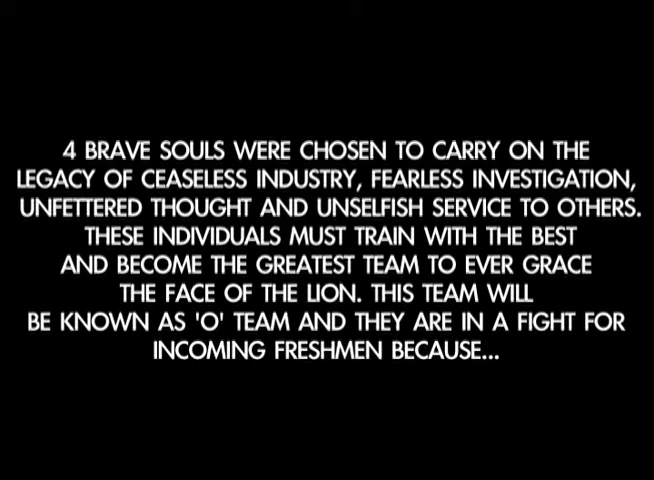 4 BRAVE SOULS WERE CHOSEN TO CARRY ON THE
LEGACY OF CEASELESS INDUSTRY, FEARLESS INVESTIGATION,
UNFETTERED THOUGHT AND UNSELFISH SERVICE TO OTHERS.
THESE INDIVIDUALS MUST TRAIN WITH THE BEST
AND BECOME THE GREATEST TEAM TO EVER GRACE
THE FACE OF THE LION. THIS TEAM WILL
BE KNOWN AS 'O' TEAM AND THEY ARE IN A FIGHT FOR
INCOMING FRESHMEN BECAUSE...